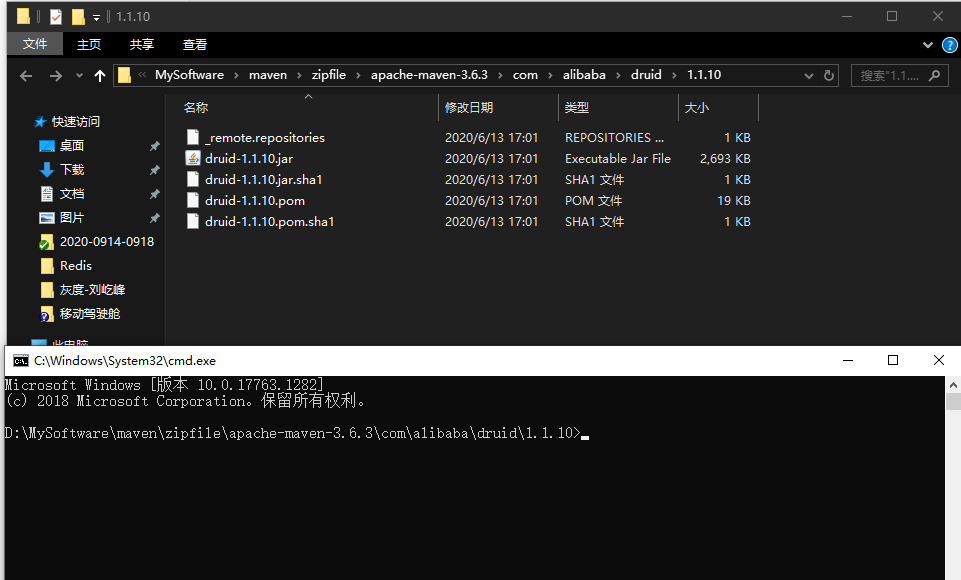 1.1.10
文件 主页 共享 查看
MySoftware maven zipfile apache-maven-3.6.3 com alibaba druid 1.1.10 搜索"1.1....
名称 修改日期 类型 大小
快速访问
桌面
下载
文档
图片
2020-0914-0918
Redis
灰度-刘屹峰
移动驾驶舱
此电脑
_remote.repositories 2020/6/13 17:01 REPOSITORIES ... 1 KB
druid-1.1.10.jar 2020/6/13 17:01 Executable Jar File 2,693 KB
druid-1.1.10.jar.sha1 2020/6/13 17:01 SHA1 文件 1 KB
druid-1.1.10.pom 2020/6/13 17:01 POM 文件 19 KB
druid-1.1.10.pom.sha1 2020/6/13 17:01 SHA1 文件 1 KB
C:\Windows\System32\cmd.exe
Microsoft Windows [版本 10.0.17763.1282]
(c) 2018 Microsoft Corporation。保留所有权利。
D:\MySoftware\maven\zipfile\apache-maven-3.6.3\com\alibaba\druid\1.1.10>